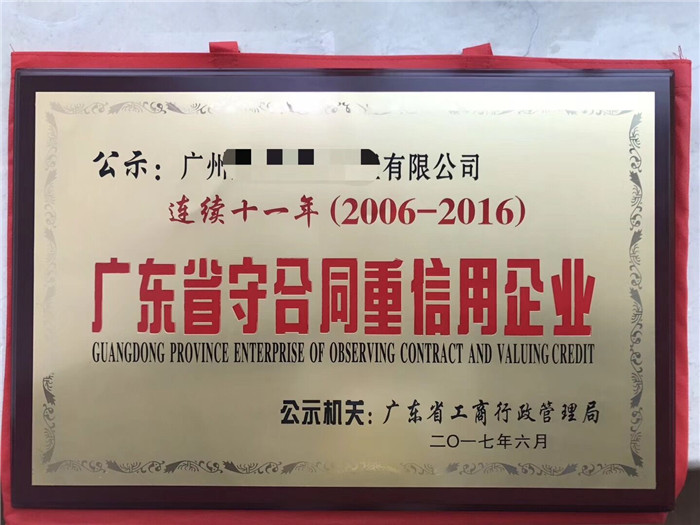 公示：广州有限公司
连续十一年(2006-2016)
广东省守合同重信用企业
GUANGDONG PROVINCE ENTERPRISE OF OBSERVING CONTRACT AND VALUING CREDIT
公示机关：广东省工商行政管理局
二〇一七年六月